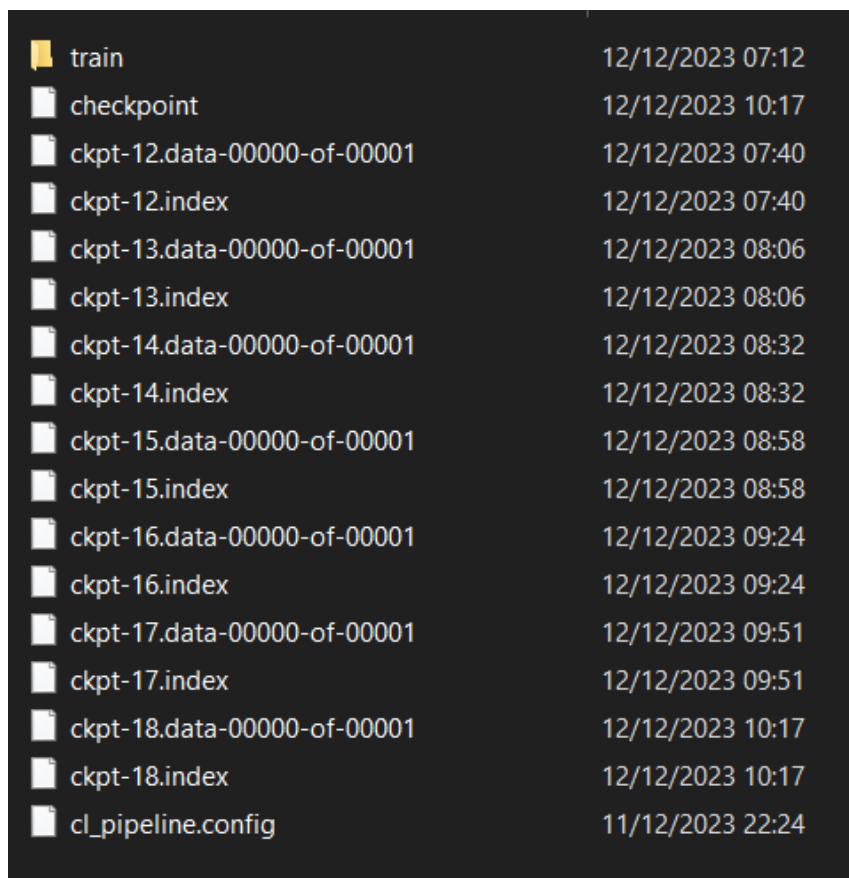 train 12/12/2023 07:12
checkpoint 12/12/2023 10:17
ckpt-12.data-00000-of-00001 12/12/2023 07:40
ckpt-12.index 12/12/2023 07:40
ckpt-13.data-00000-of-00001 12/12/2023 08:06
ckpt-13.index 12/12/2023 08:06
ckpt-14.data-00000-of-00001 12/12/2023 08:32
ckpt-14.index 12/12/2023 08:32
ckpt-15.data-00000-of-00001 12/12/2023 08:58
ckpt-15.index 12/12/2023 08:58
ckpt-16.data-00000-of-00001 12/12/2023 09:24
ckpt-16.index 12/12/2023 09:24
ckpt-17.data-00000-of-00001 12/12/2023 09:51
ckpt-17.index 12/12/2023 09:51
ckpt-18.data-00000-of-00001 12/12/2023 10:17
ckpt-18.index 12/12/2023 10:17
cl_pipeline.config 11/12/2023 22:24